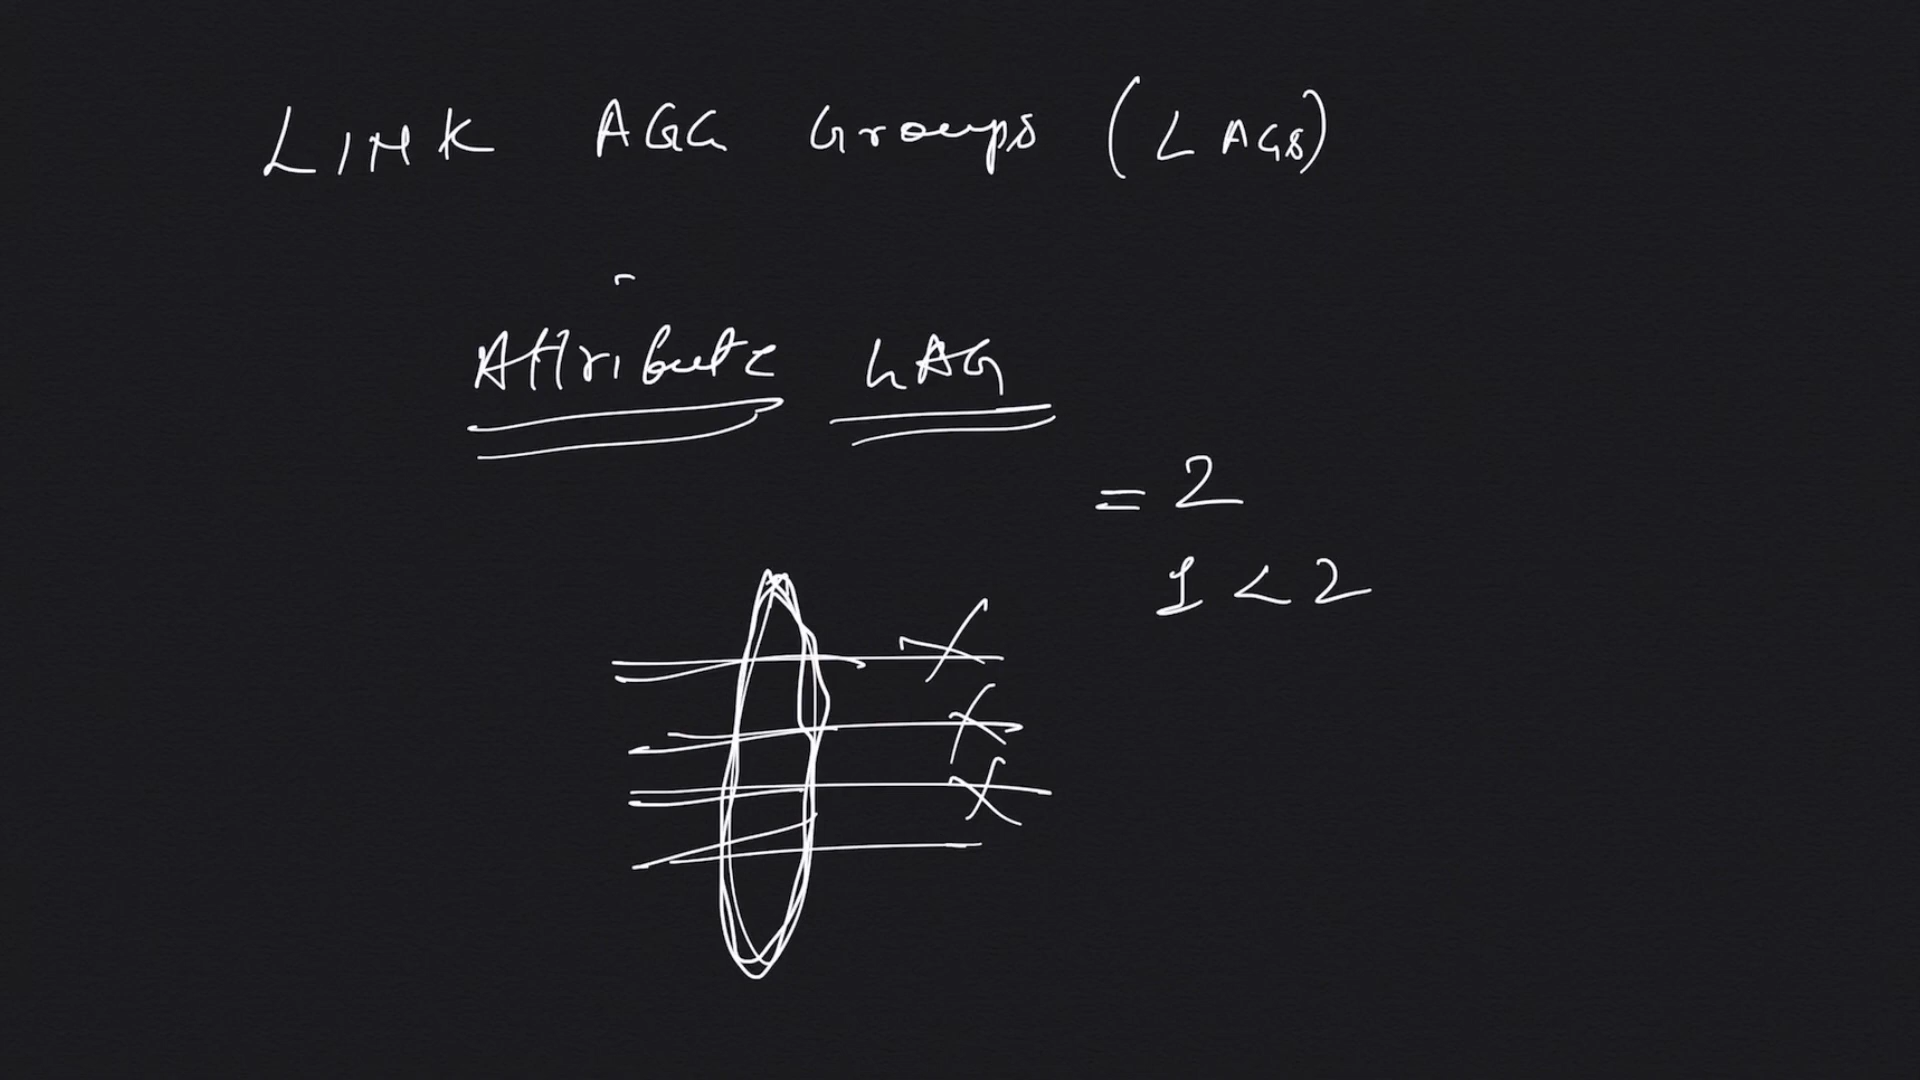 LINK AGG Groups (LAGs)
Attribute LAG
= 2
1 < 2